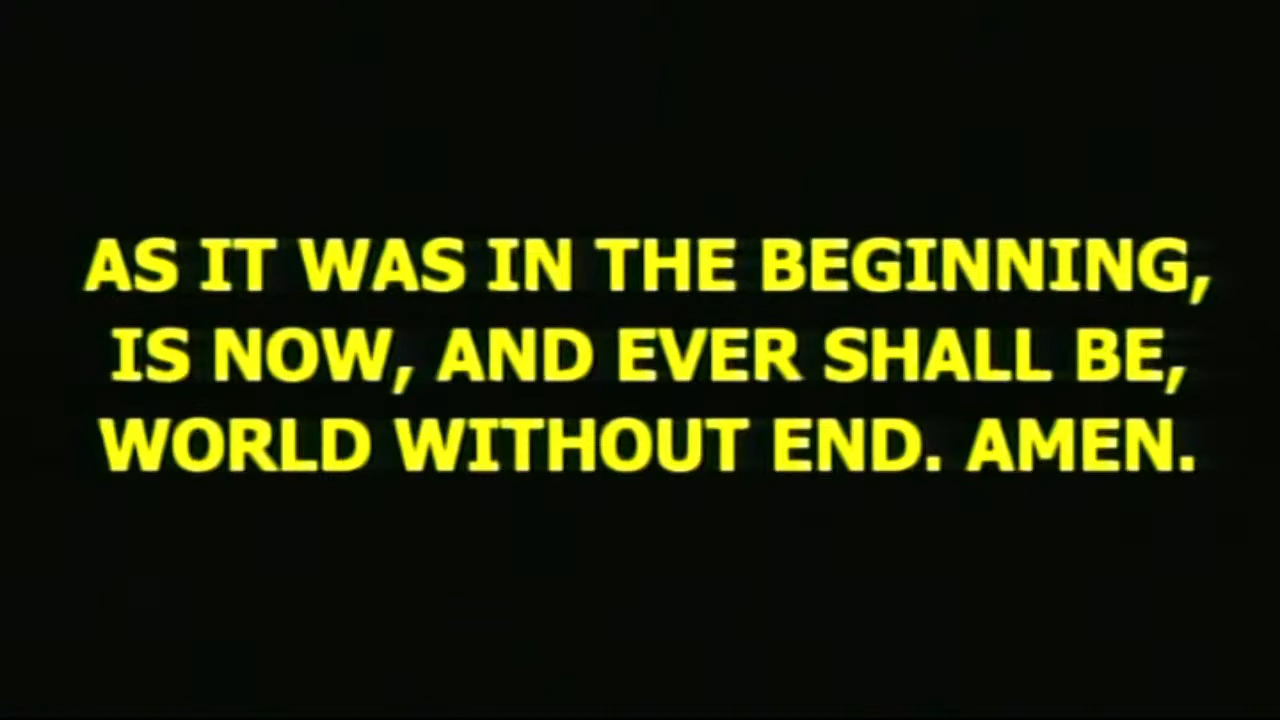 AS IT WAS IN THE BEGINNING,
IS NOW, AND EVER SHALL BE,
WORLD WITHOUT END. AMEN.